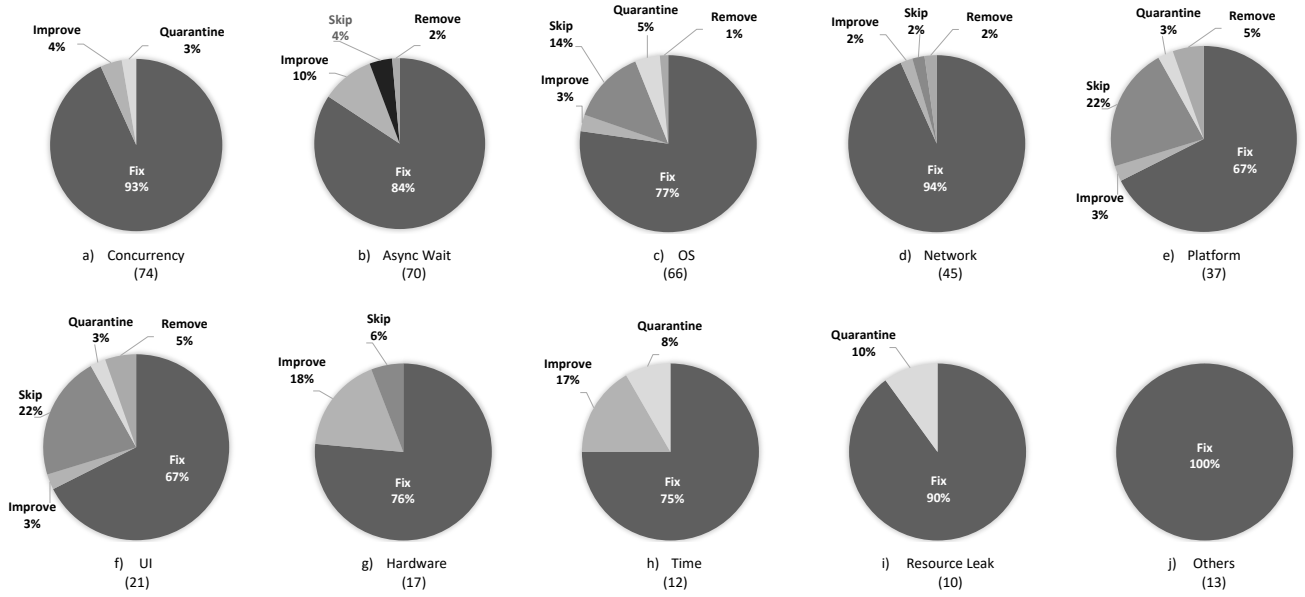 Improve
4%
Quarantine
3%
Fix
93%
a) Concurrency
(74)
Skip
4%
Remove
2%
Improve
10%
Fix
84%
b) Async Wait
(70)
Quarantine
5%
Remove
1%
Skip
14%
Improve
3%
Fix
77%
c) OS
(66)
Improve
2%
Skip
2%
Remove
2%
Fix
94%
d) Network
(45)
Quarantine
3%
Remove
5%
Skip
22%
Improve
3%
Fix
67%
e) Platform
(37)
Quarantine
3%
Remove
5%
Skip
22%
Improve
3%
Fix
67%
f) UI
(21)
Skip
6%
Improve
18%
Fix
76%
g) Hardware
(17)
Quarantine
8%
Improve
17%
Fix
75%
h) Time
(12)
Quarantine
10%
Fix
90%
i) Resource Leak
(10)
Fix
100%
j) Others
(13)